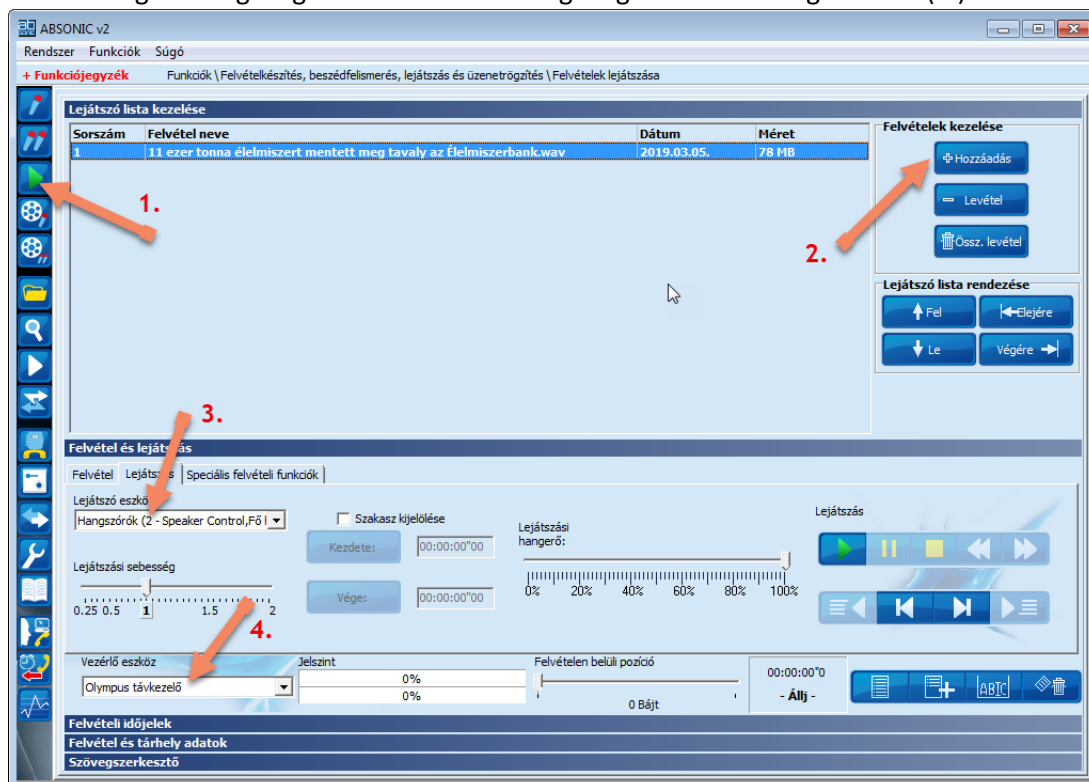 ABSONIC v2
Rendszer Funkciók Súgó
+ Funkciójegyzék Funkciók \ Felvételkészítés, beszédfelismerés, lejátszás és üzenetrögzítés \ Felvételek lejátszása
Lejátszó lista kezelése
Sorszám Felvétel neve Dátum Méret
1 11 ezer tonna élelmiszert mentett meg tavaly az Élelmiszerbank.wav 2019.03.05. 78 MB
Felvételek kezelése
Hozzáadás
Levétel
Össz. levétel
1.
2.
Lejátszó lista rendezése
Fel Elejére
Le Végére
3.
Felvétel és lejátszás
Felvétel Lejátszás Speciális felvételi funkciók
Lejátszó eszköz
Hangszórók (2 - Speaker Control,Fő
Szakasz kijelölése
Kezdete: 00:00:00"00
Vége: 00:00:00"00
Lejátszási sebesség
0.25 0.5 1 1.5 2
Lejátszási
hangerő:
0% 20% 40% 60% 80% 100%
Lejátszás
4.
Vezérlő eszköz
Olympus távkezelő
Jelszint
0%
0%
Felvételen belüli pozíció
0 Bájt
00:00:00"0
- Állj -
ABIC
Felvételi időjelek
Felvétel és tárhely adatok
Szövegszerkesztő